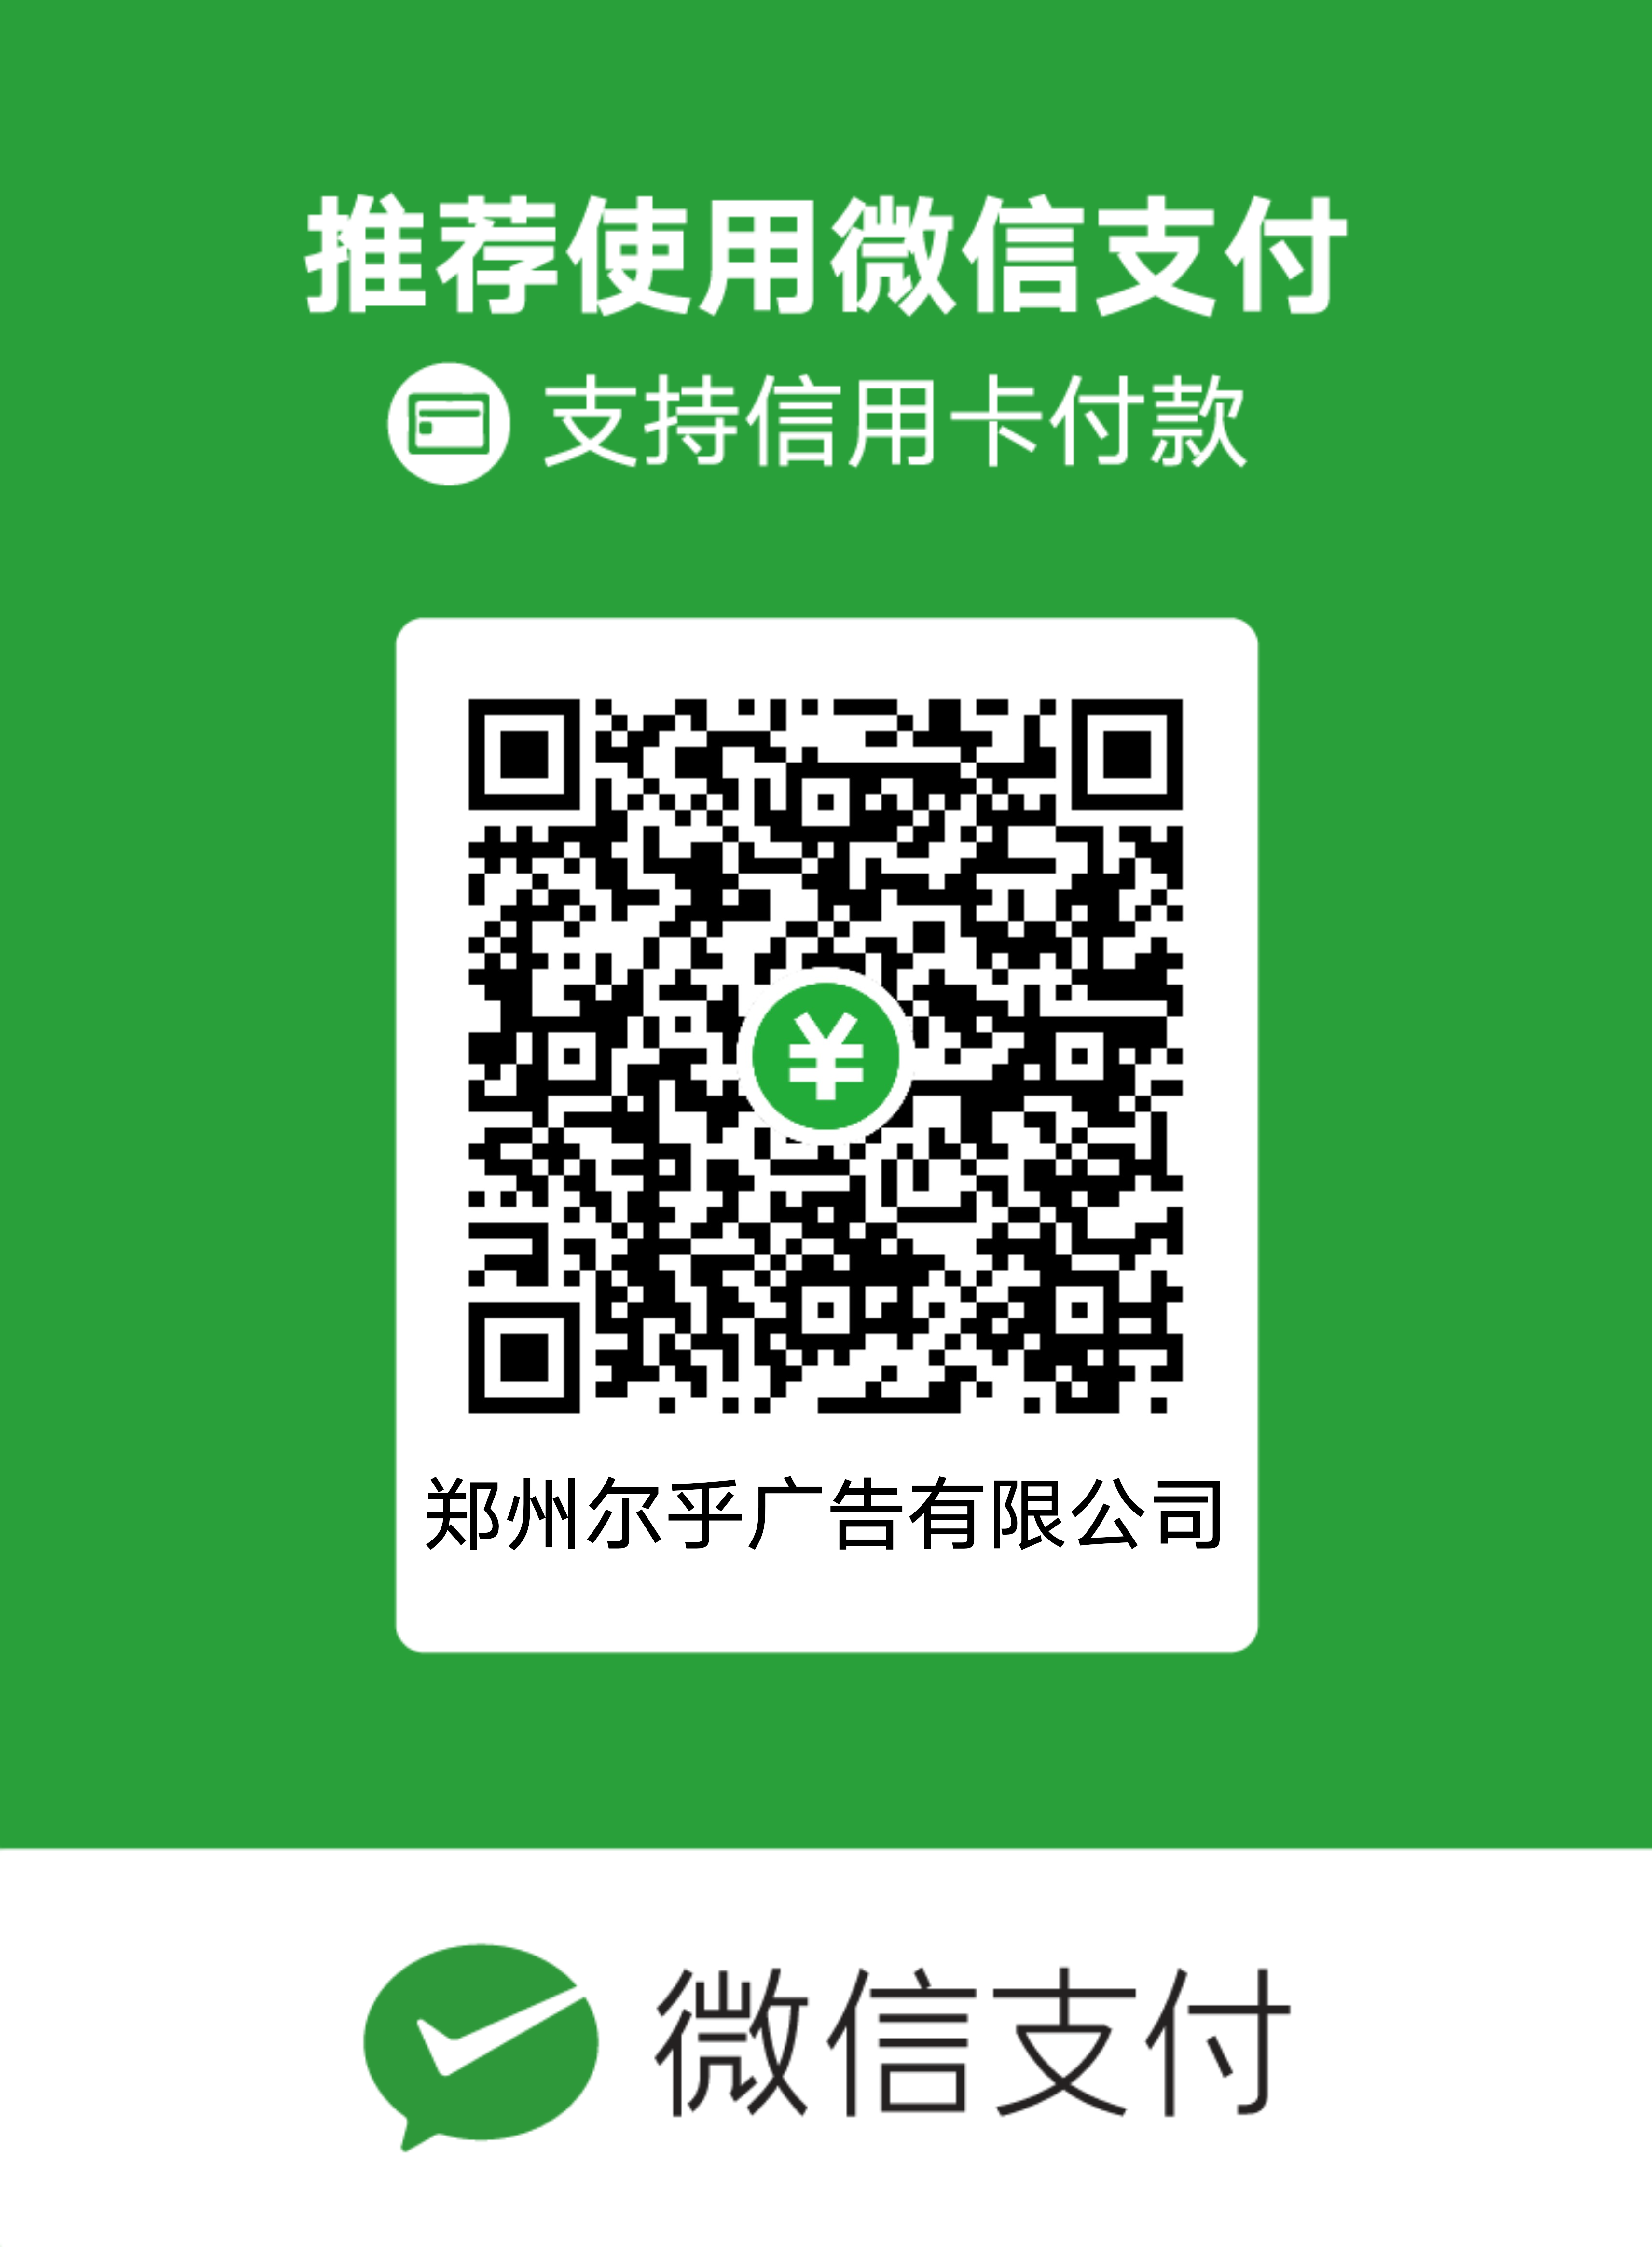 推荐使用微信支付
支持信用卡付款
¥
郑州尔乎广告有限公司
微信支付